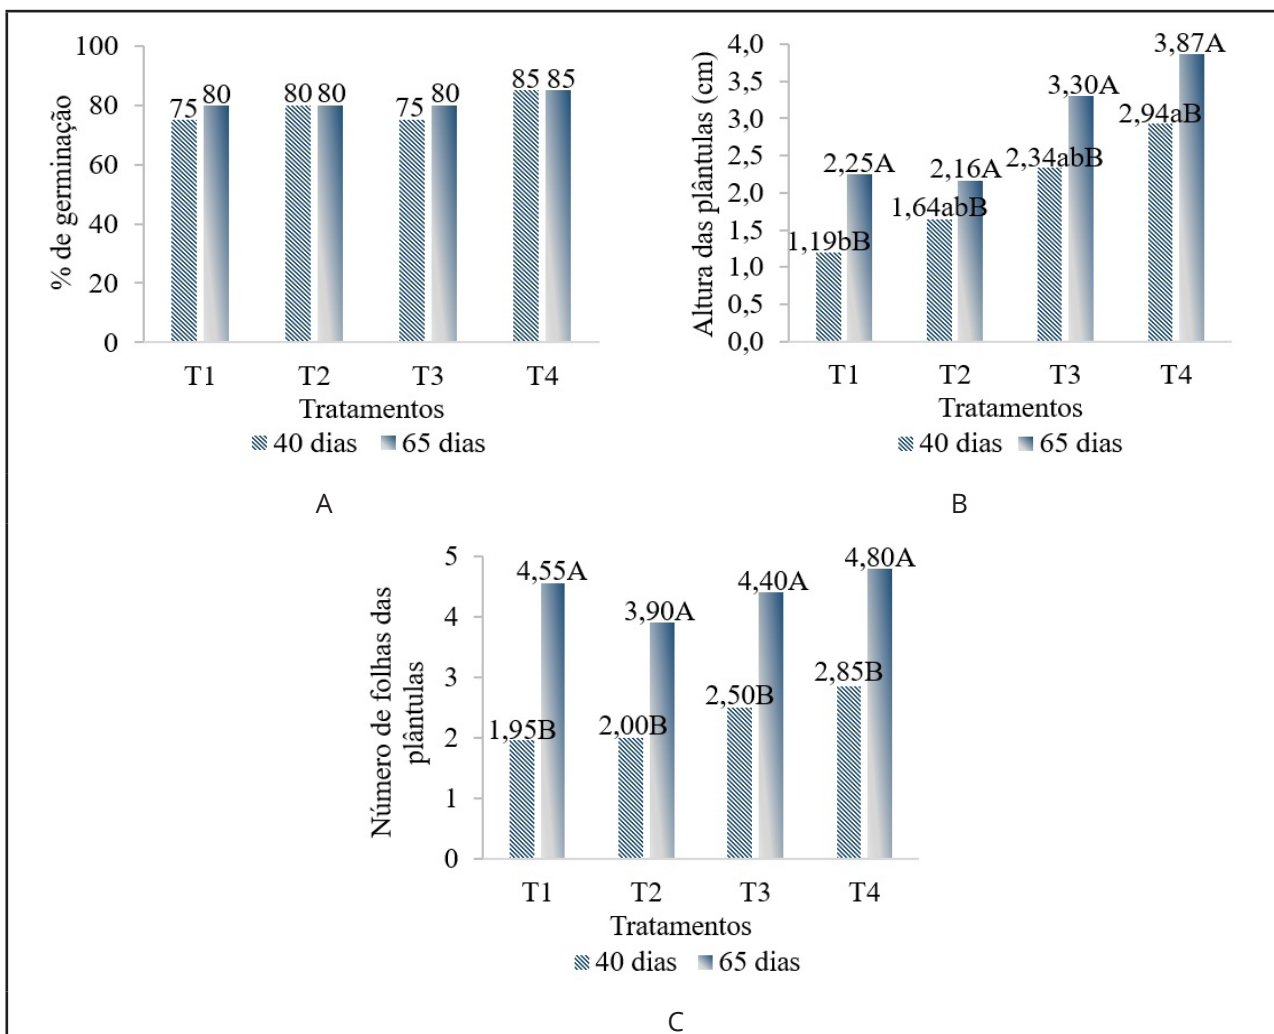 100
80
60
40
20
0
% de germinação
75 80 80 80 75 80 85 85
T1 T2 T3 T4
Tratamentos
40 dias 65 dias
A
4,0
3,5
3,0
2,5
2,0
1,5
1,0
0,5
0,0
Altura das plântulas (cm)
1,19bB 2,25A 1,64abB 2,16A 2,34abB 3,30A 2,94aB 3,87A
T1 T2 T3 T4
Tratamentos
40 dias 65 dias
B
5
4
3
2
1
0
Número de folhas das
plântulas
1,95B 4,55A 2,00B 3,90A 2,50B 4,40A 2,85B 4,80A
T1 T2 T3 T4
Tratamentos
40 dias 65 dias
C